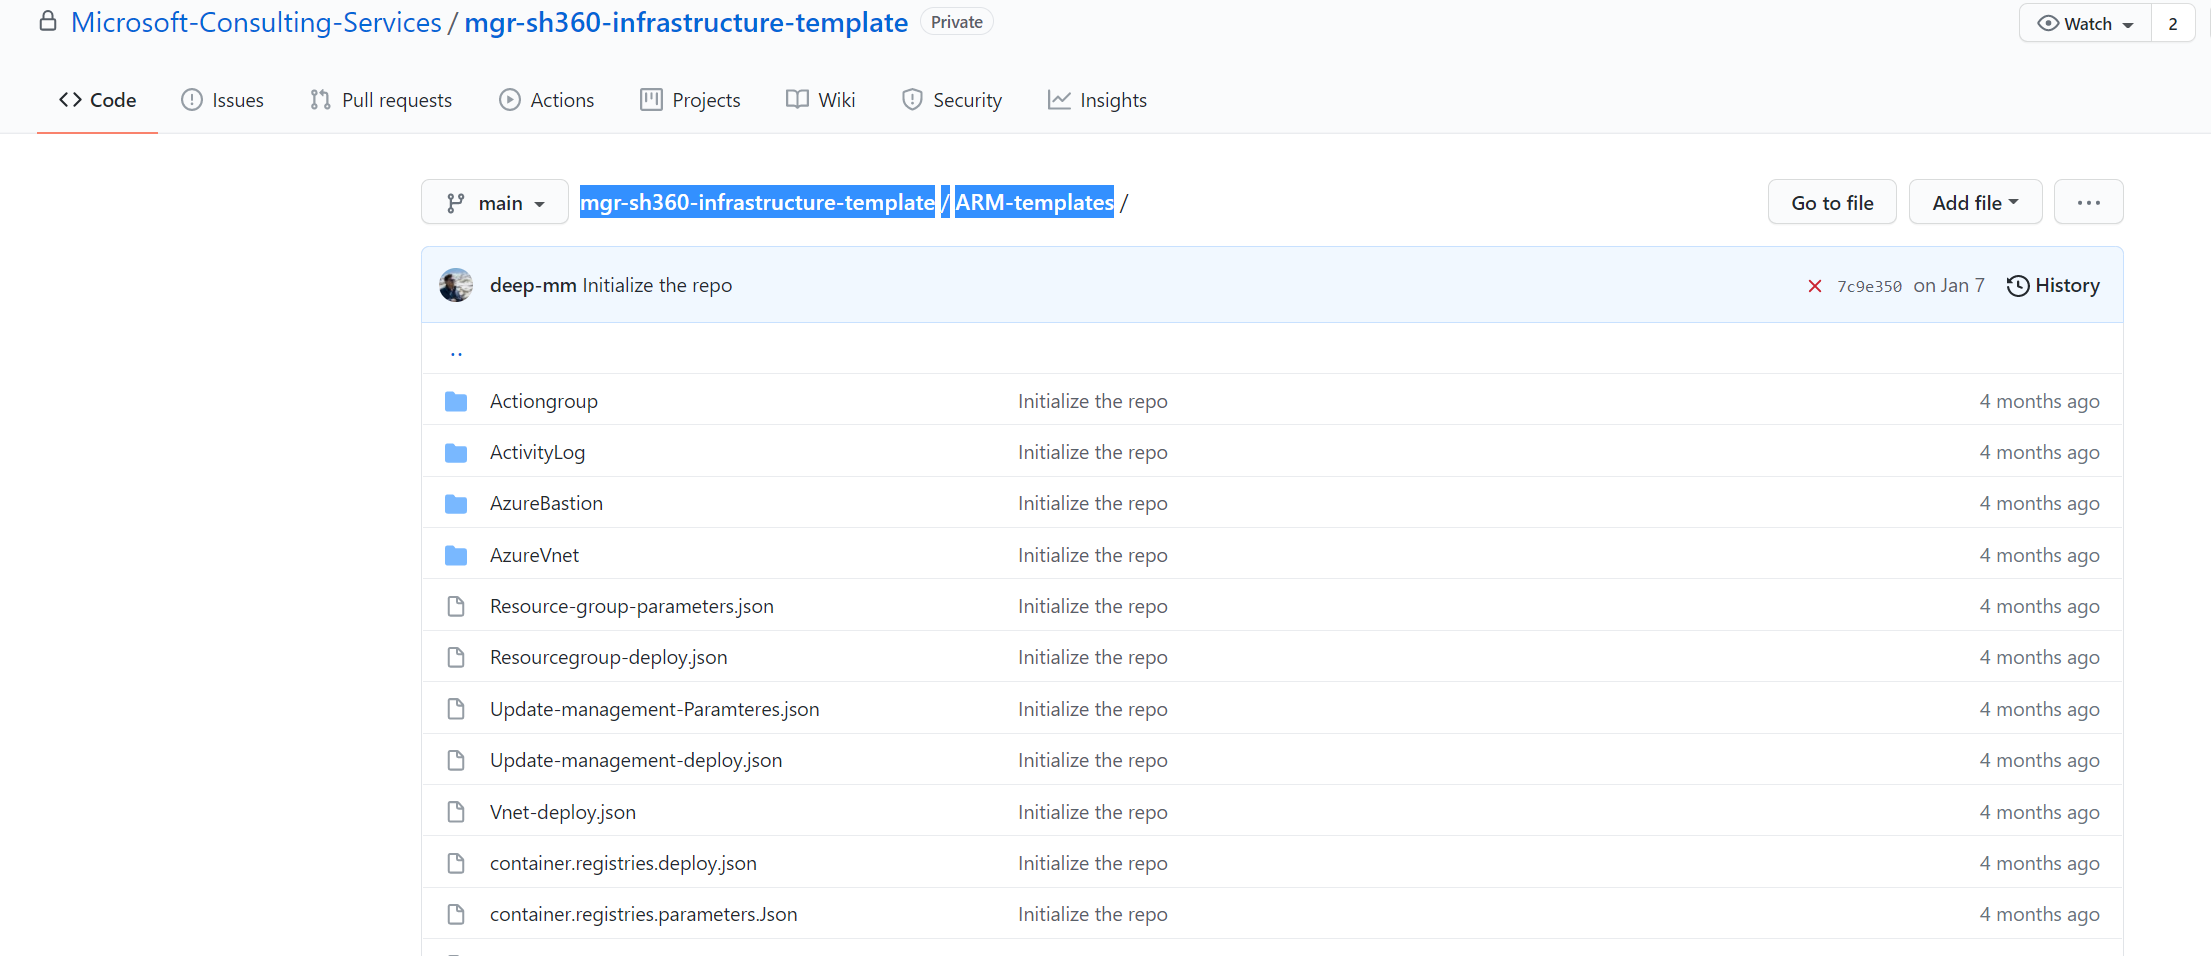 Microsoft-Consulting-Services / mgr-sh360-infrastructure-template Private Watch 2
Code Issues Pull requests Actions Projects Wiki Security Insights
main mgr-sh360-infrastructure-template / ARM-templates / Go to file Add file ...
deep-mm Initialize the repo 7c9e350 on Jan 7 History
..
Actiongroup Initialize the repo 4 months ago
ActivityLog Initialize the repo 4 months ago
AzureBastion Initialize the repo 4 months ago
AzureVnet Initialize the repo 4 months ago
Resource-group-parameters.json Initialize the repo 4 months ago
Resourcegroup-deploy.json Initialize the repo 4 months ago
Update-management-Paramteres.json Initialize the repo 4 months ago
Update-management-deploy.json Initialize the repo 4 months ago
Vnet-deploy.json Initialize the repo 4 months ago
container.registries.deploy.json Initialize the repo 4 months ago
container.registries.parameters.Json Initialize the repo 4 months ago